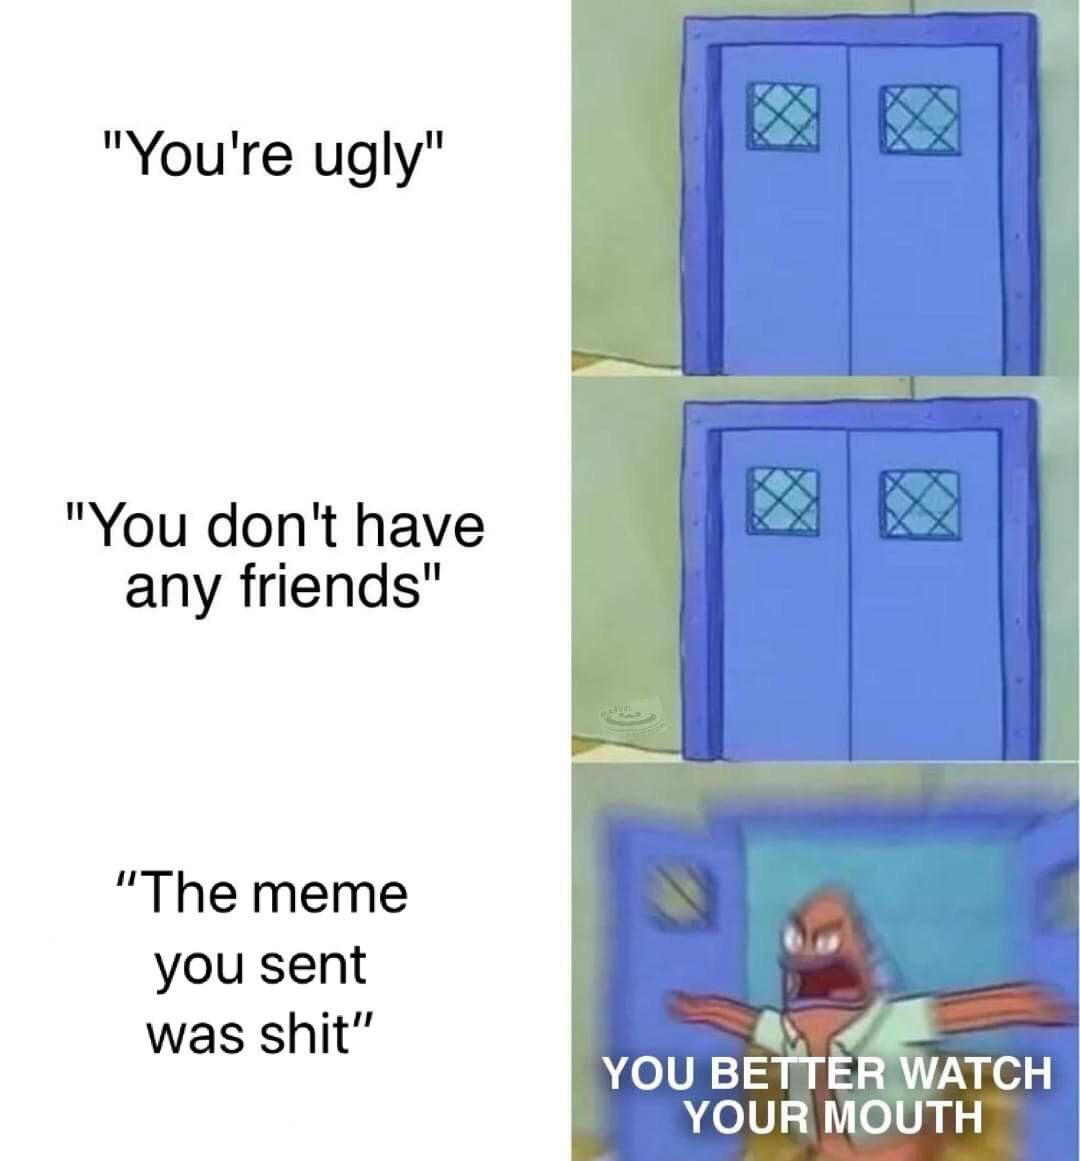 "You're ugly"
"You don't have
any friends"
MARVEL
“The meme
you sent
was shit”
YOU BETTER WATCH
YOUR MOUTH